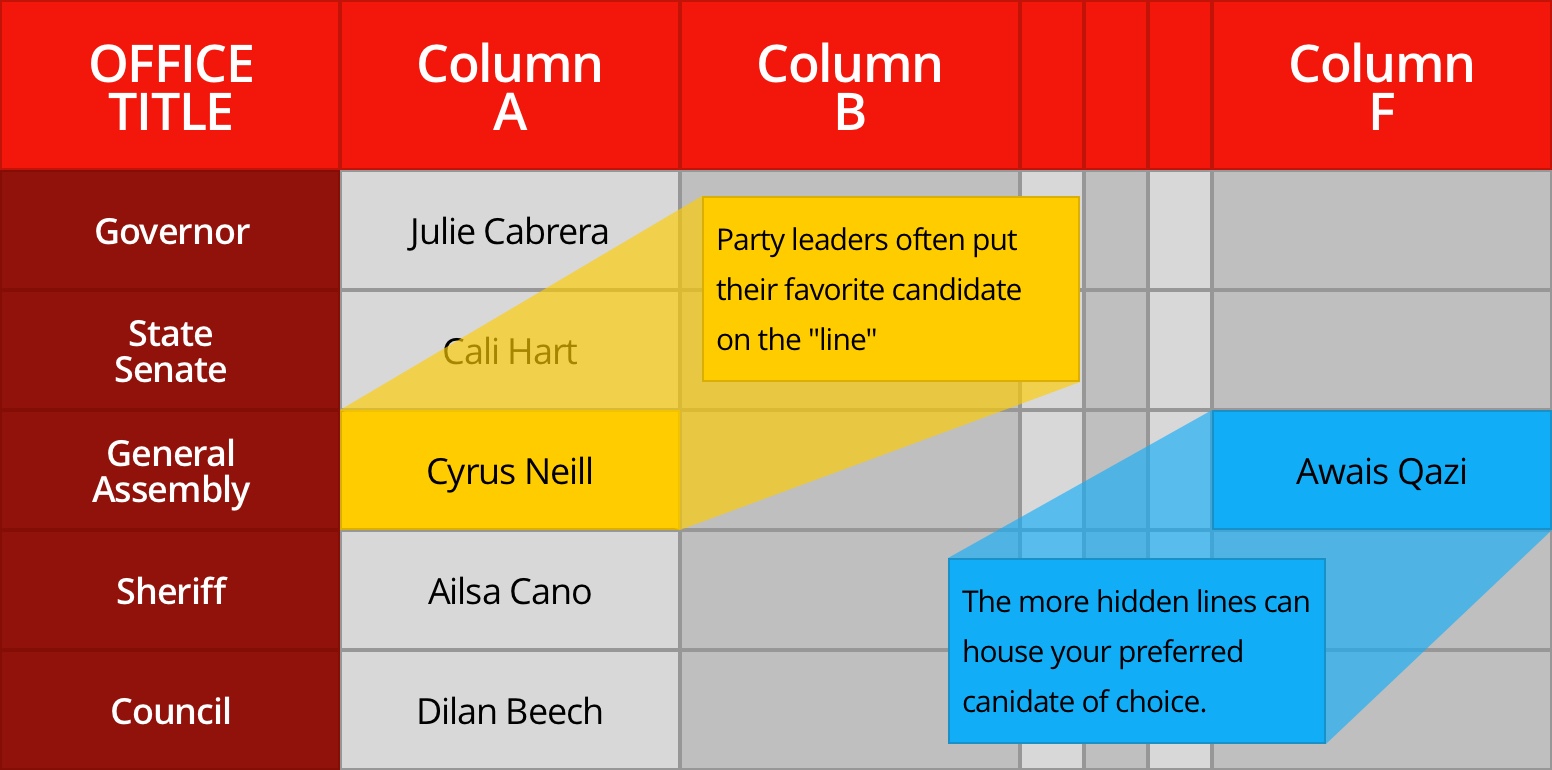 OFFICE
TITLE
Column
A
Column
B
Column
F
Governor
Julie Cabrera
Party leaders often put
their favorite candidate
on the "line"
State
Senate
Cali Hart
General
Assembly
Cyrus Neill
Awais Qazi
Sheriff
Ailsa Cano
The more hidden lines can
house your preferred
canidate of choice.
Council
Dilan Beech